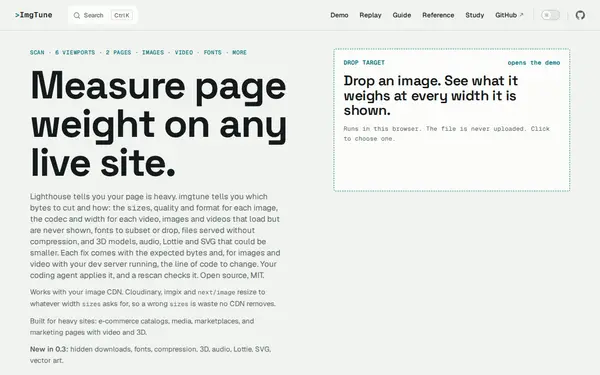 >ImgTune
Search Ctrl K
Demo Replay Guide Reference Study GitHub ↗
SCAN · 6 VIEWPORTS · 2 PAGES · IMAGES · VIDEO · FONTS · MORE
Measure page
weight on any
live site.
Lighthouse tells you your page is heavy. imgtune tells you which
bytes to cut and how: the sizes, quality and format for each image,
the codec and width for each video, images and videos that load but
are never shown, fonts to subset or drop, files served without
compression, and 3D models, audio, Lottie and SVG that could be
smaller. Each fix comes with the expected bytes and, for images and
video with your dev server running, the line of code to change. Your
coding agent applies it, and a rescan checks it. Open source, MIT.
Works with your image CDN. Cloudinary, imgix and next/image resize to
whatever width sizes asks for, so a wrong sizes is waste no CDN removes.
Built for heavy sites: e-commerce catalogs, media, marketplaces, and
marketing pages with video and 3D.
New in 0.3: hidden downloads, fonts, compression, 3D, audio, Lottie, SVG,
vector art.
DROP TARGET opens the demo
Drop an image. See what it
weighs at every width it is
shown.
Runs in this browser. The file is never uploaded. Click
to choose one.